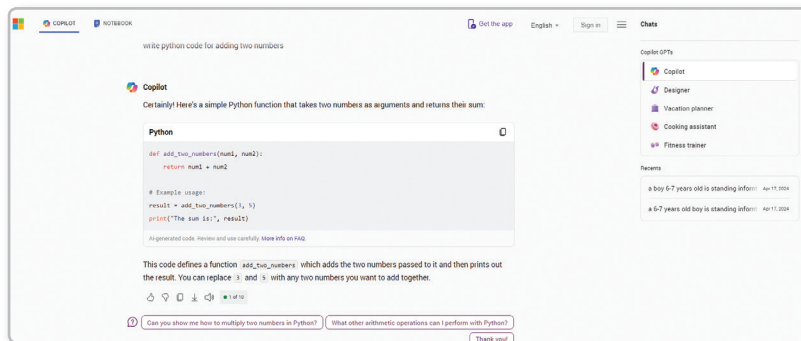 COPILOT
NOTEBOOK
Get the app
English
Sign in
write python code for adding two numbers
Copilot
Certainly! Here's a simple Python function that takes two numbers as arguments and returns their sum:
Python
def add_two_numbers(num1, num2):
    return num1 + num2
# Example usage:
result = add_two_numbers(3, 5)
print("The sum is:", result)
AI-generated code. Review and use carefully. More info on FAQ.
This code defines a function add_two_numbers which adds the two numbers passed to it and then prints out
the result. You can replace 3 and 5 with any two numbers you want to add together.
1 of 10
Can you show me how to multiply two numbers in Python?
What other arithmetic operations can I perform with Python?
Thank you!
Chats
Copilot GPTs
Copilot
Designer
Vacation planner
Cooking assistant
Fitness trainer
Recents
a boy 6-7 years old is standing inform Apr 17, 2024
a 6-7 years old boy is standing inform Apr 17, 2024